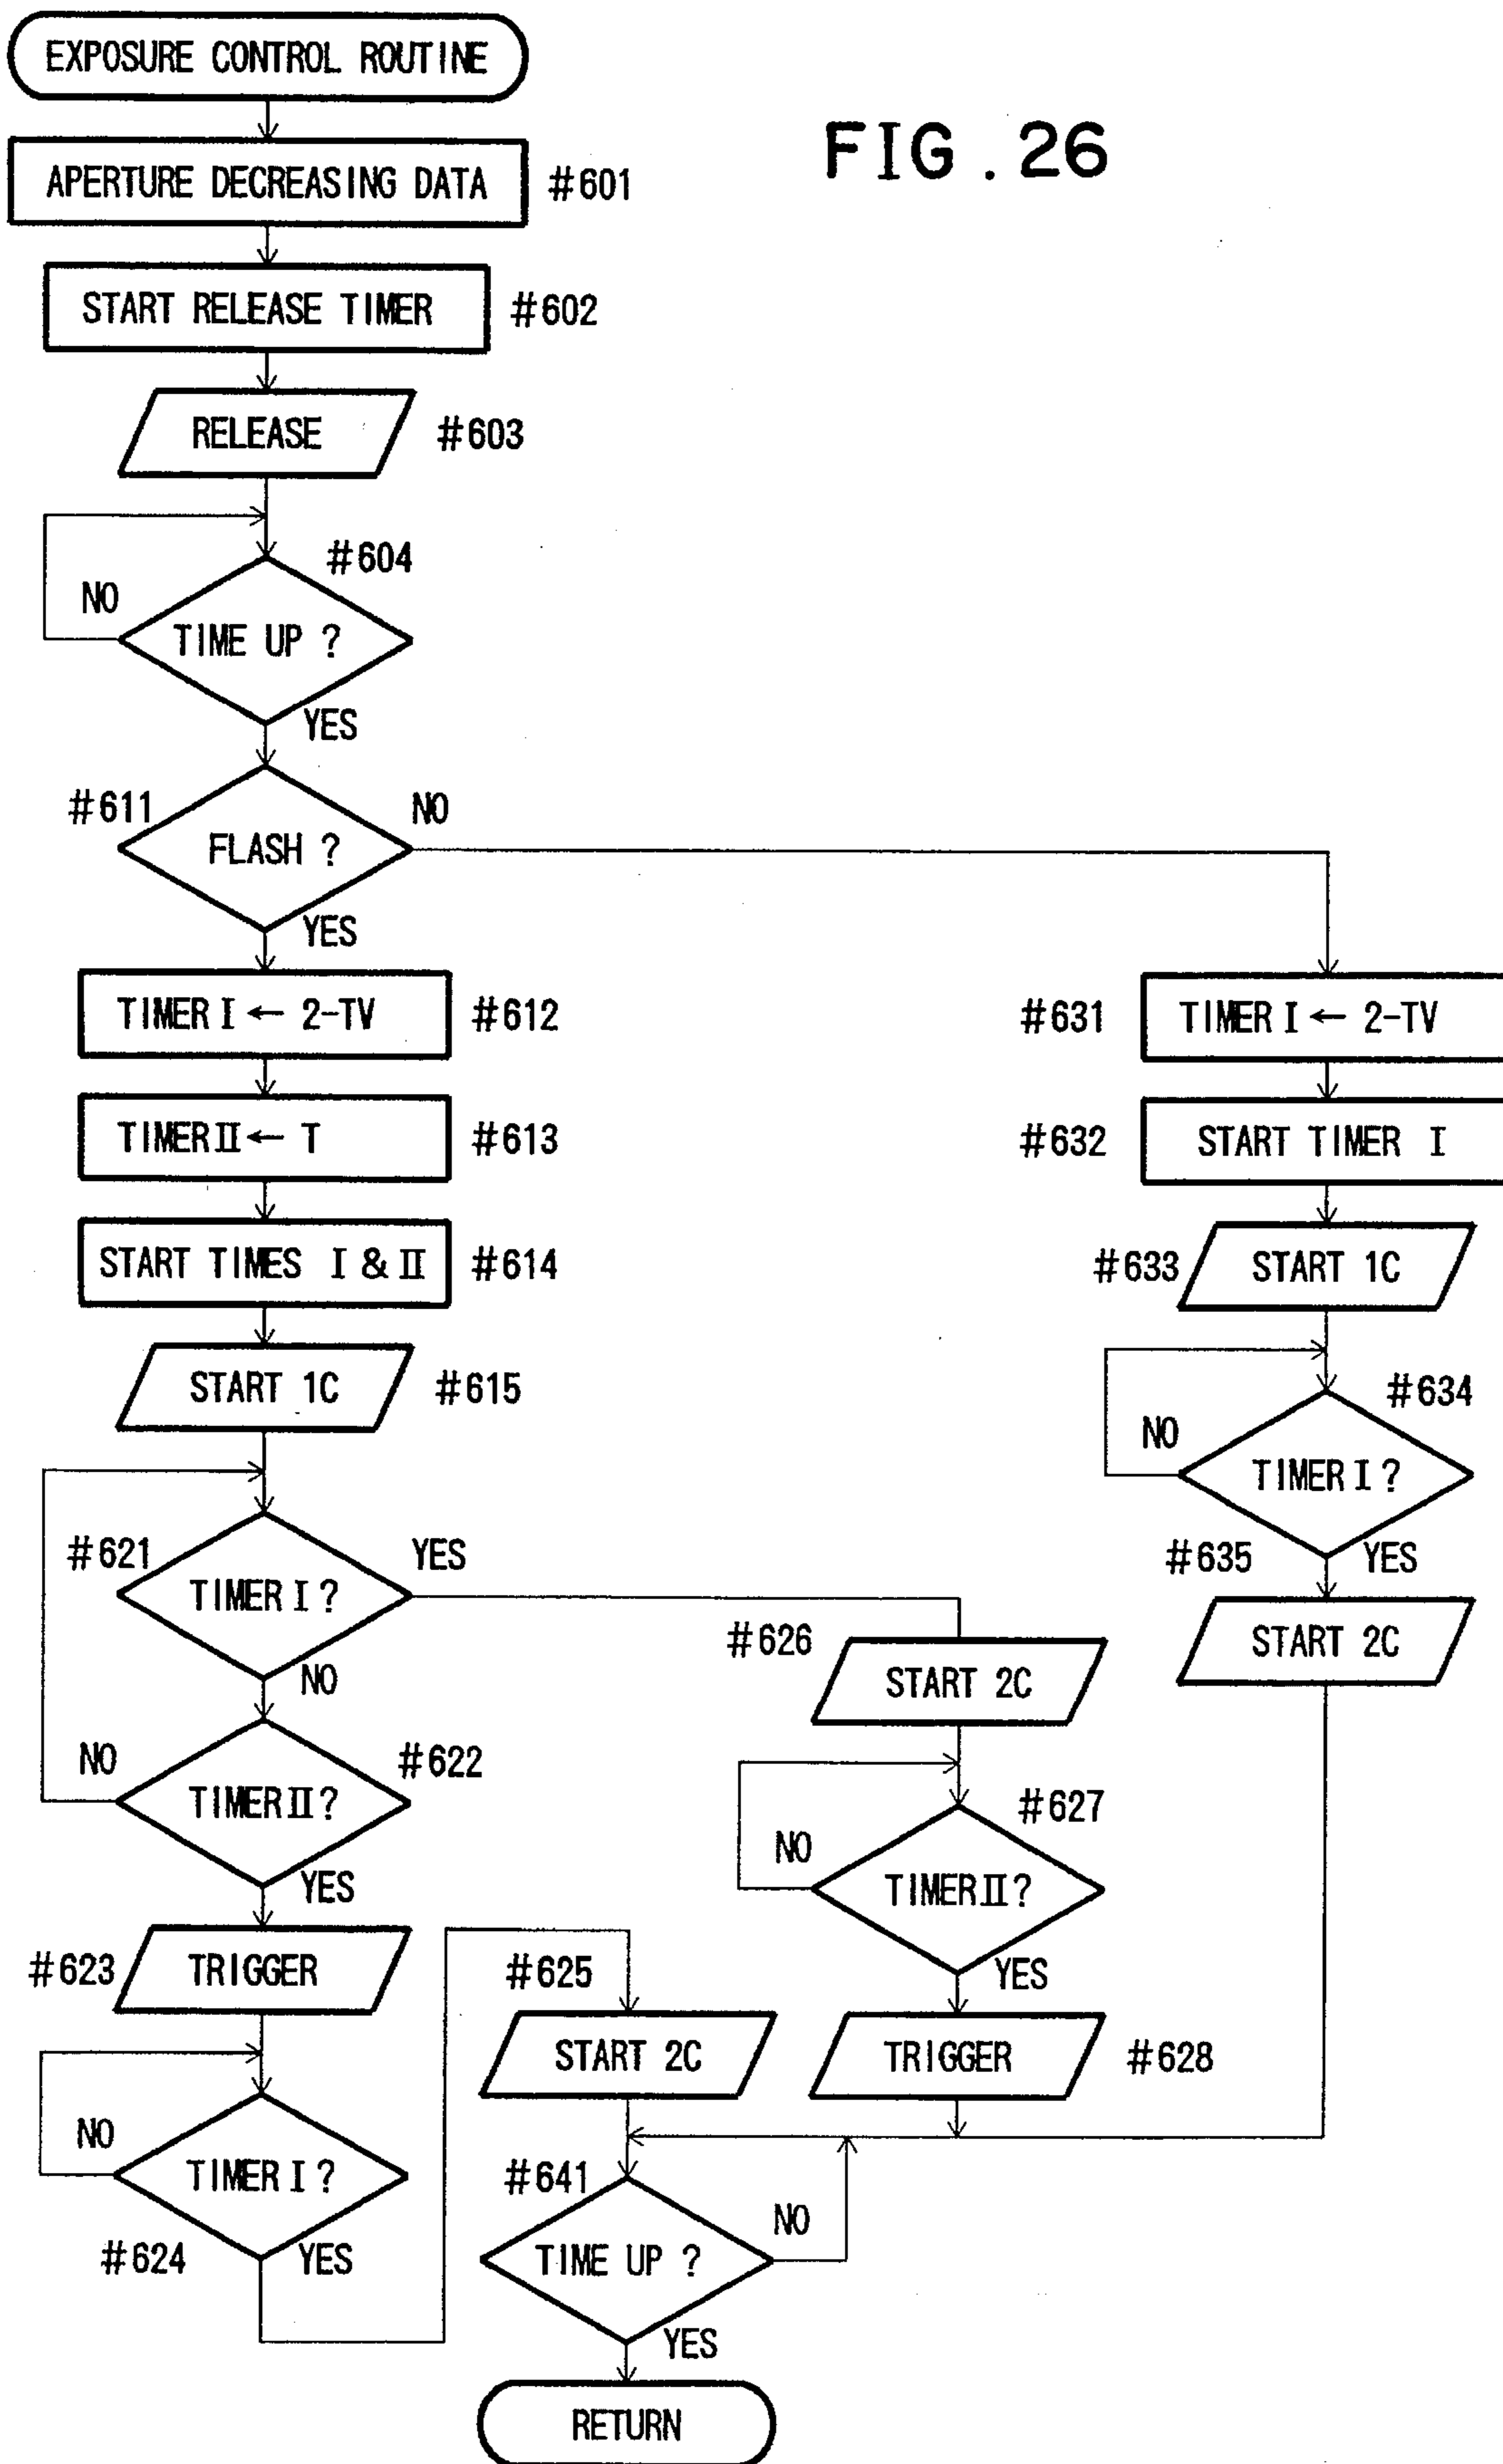 EXPOSURE CONTROL ROUTINE
FIG. 26
APERTURE DECREASING DATA #601
START RELEASE TIMER #602
RELEASE #603
#604
NO
TIME UP ?
YES
#611
NO
FLASH ?
YES
TIMER I ← 2-TV #612
TIMER II ← T #613
START TIMES I & II #614
START 1C #615
#621
YES
TIMER I ?
NO
NO
#622
TIMER II ?
YES
#623 TRIGGER
NO
TIMER I ?
#624
YES
#625
START 2C
#626
START 2C
#627
NO
TIMER II ?
YES
TRIGGER #628
#631 TIMER I ← 2-TV
#632 START TIMER I
#633 START 1C
#634
NO
TIMER I ?
#635
YES
START 2C
#641
NO
TIME UP ?
YES
RETURN